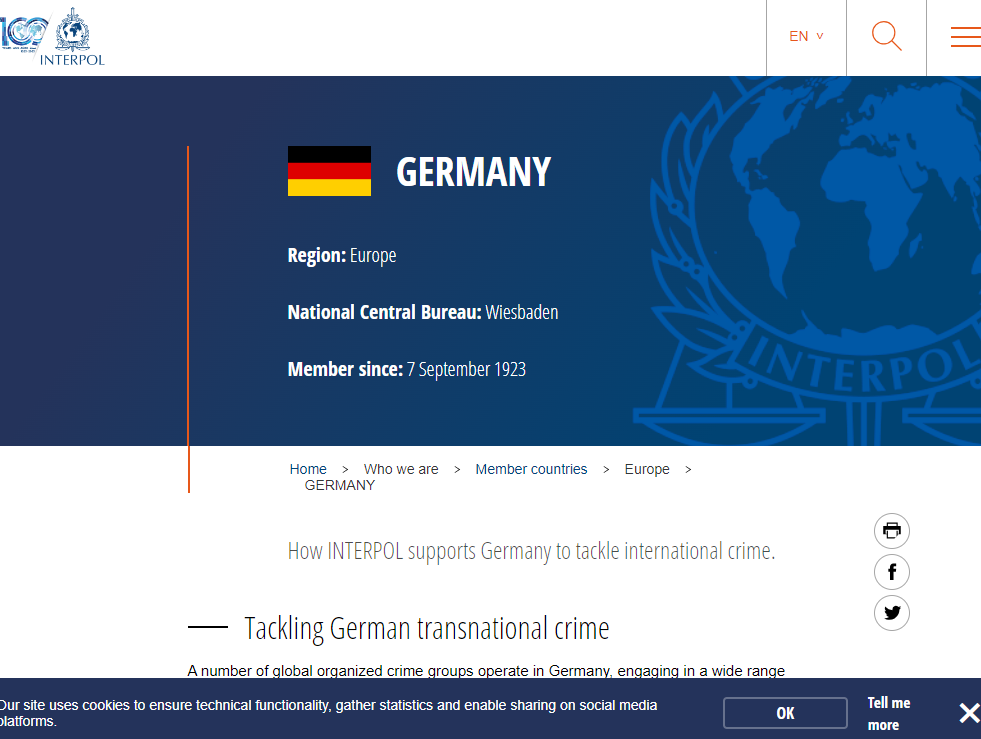 100
INTERPOL
EN
GERMANY
Region: Europe
National Central Bureau: Wiesbaden
Member since: 7 September 1923
INTERPOL
Home > Who we are > Member countries > Europe >
GERMANY
How INTERPOL supports Germany to tackle international crime.
Tackling German transnational crime
A number of global organized crime groups operate in Germany, engaging in a wide range
Our site uses cookies to ensure technical functionality, gather statistics and enable sharing on social media
platforms.
OK
Tell me
more